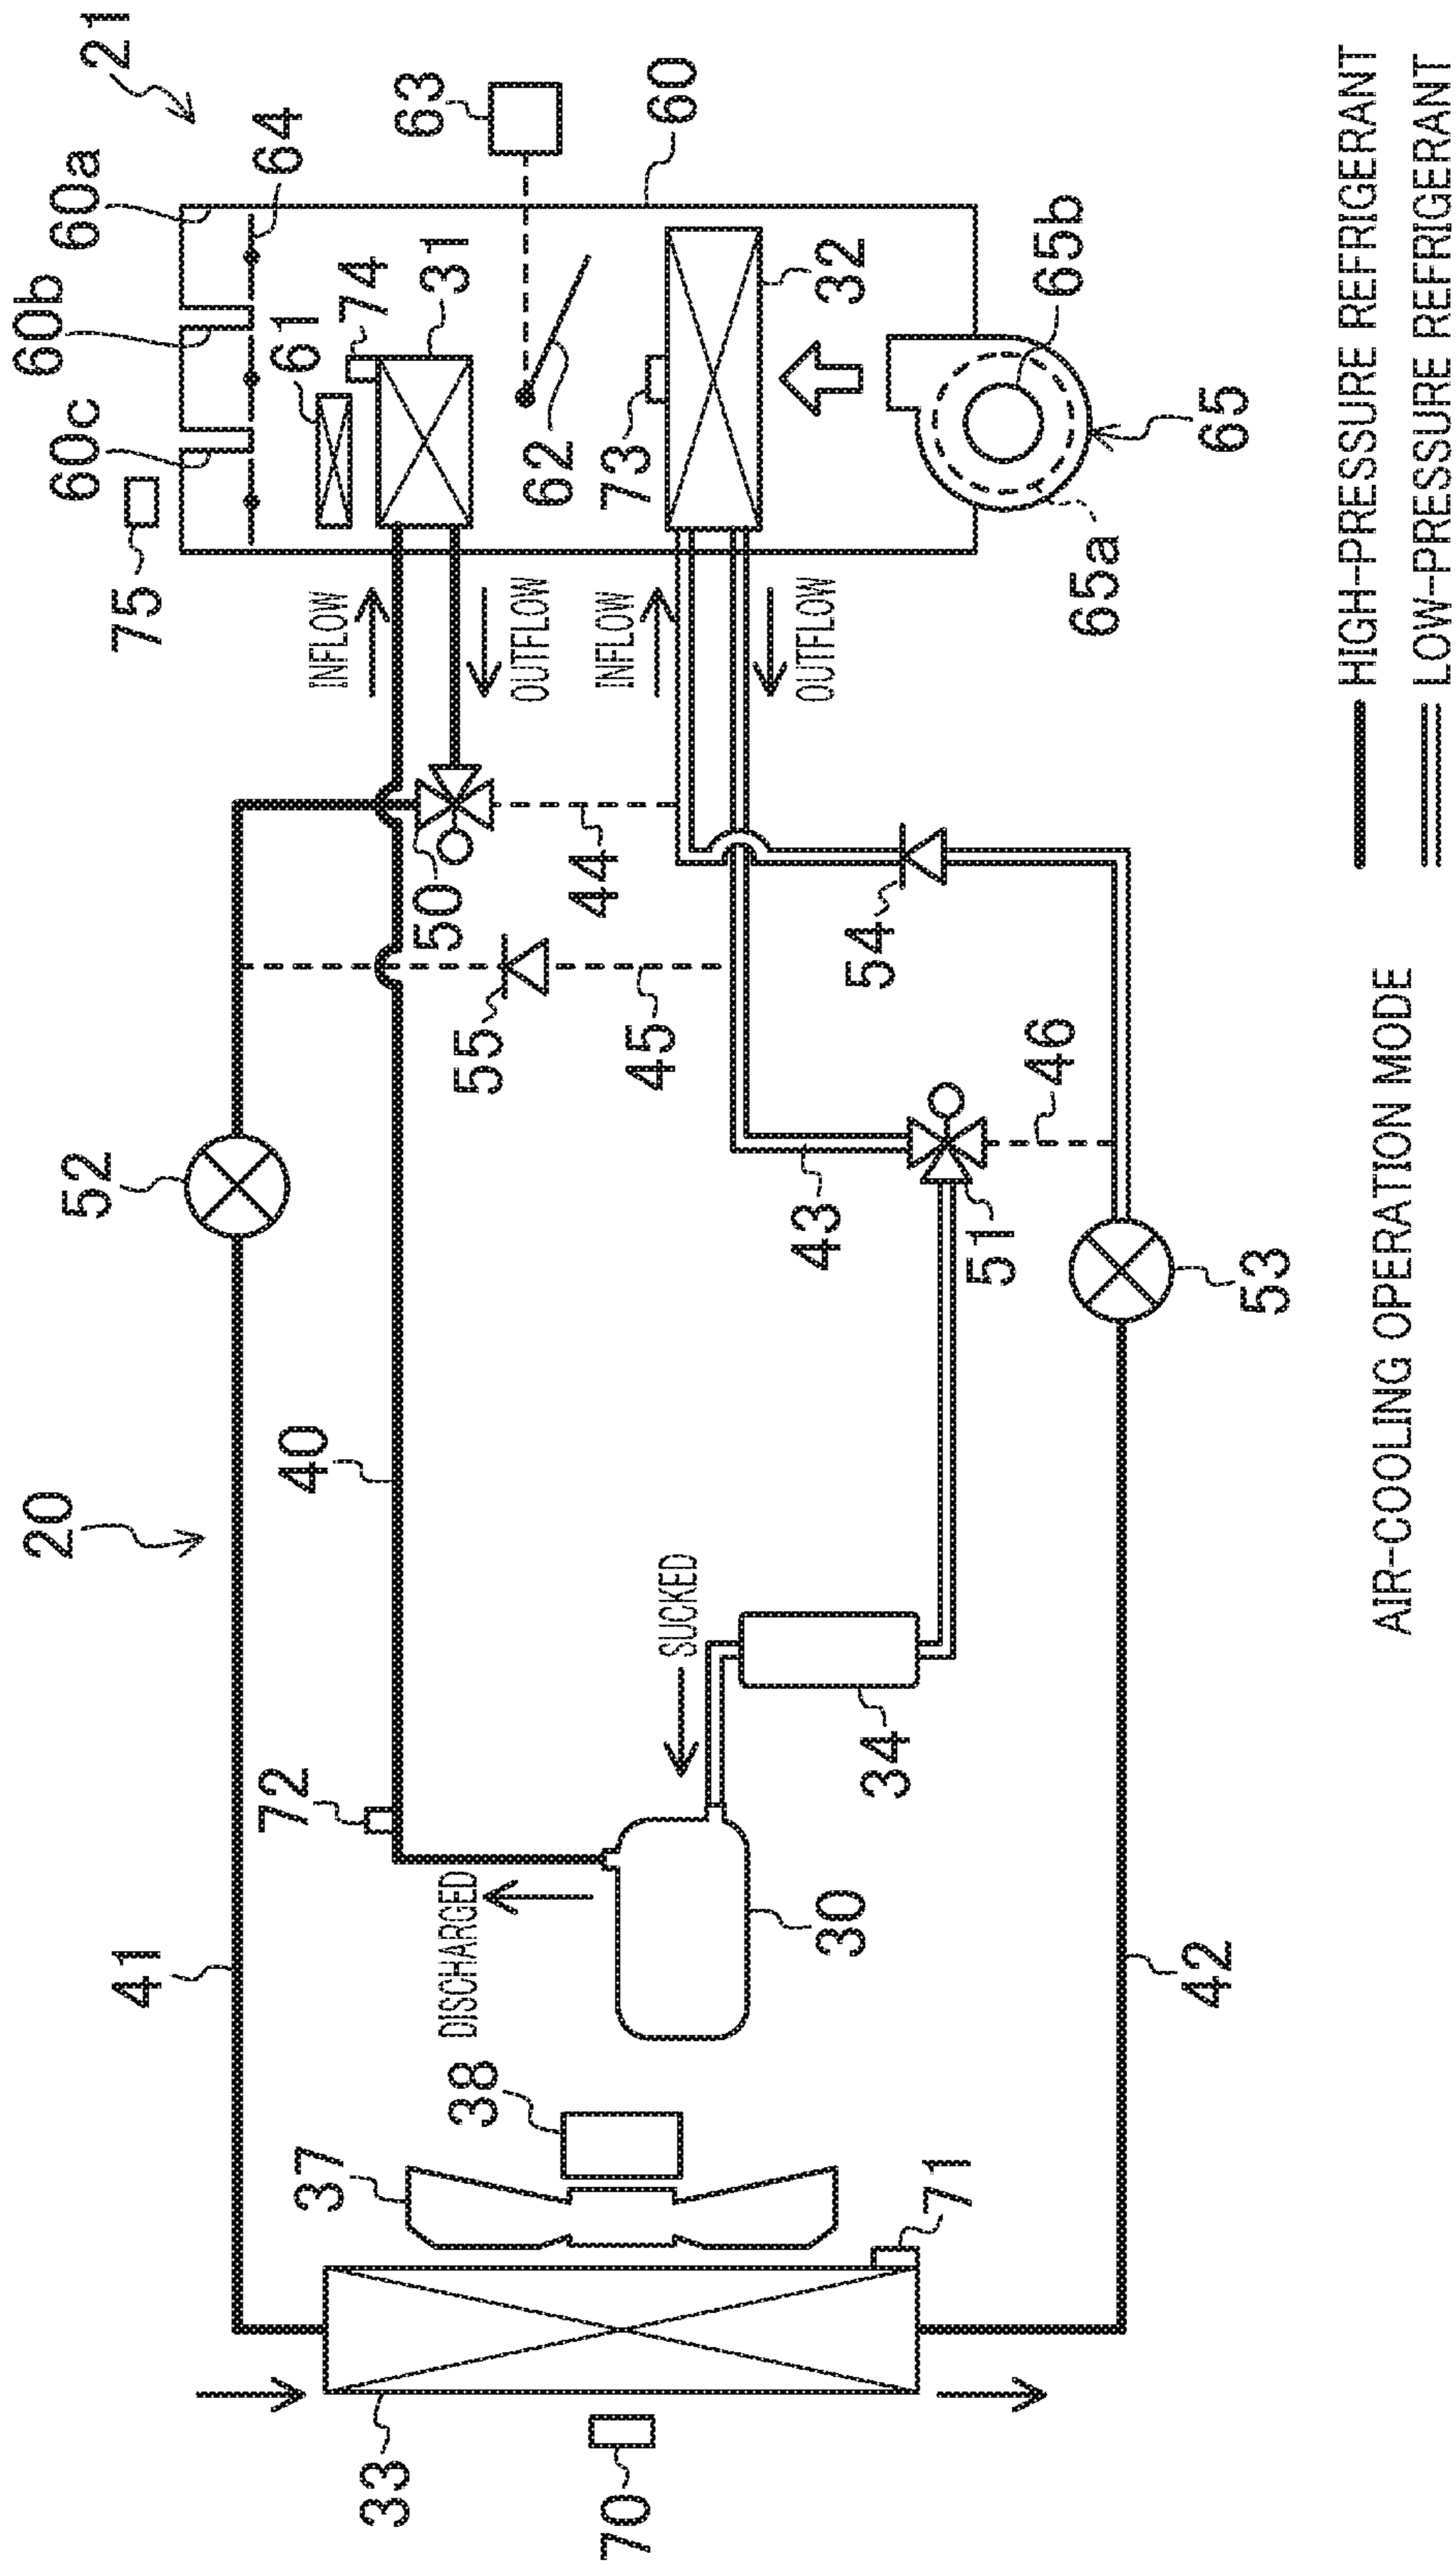 21
60a
60b
60c
64
63
60
75
61
74
31
62
73
32
65b
65
65a
INFLOW
OUTFLOW
INFLOW
OUTFLOW
50
44
55
45
54
46
52
43
51
53
20
40
SUCKED
72
34
41
DISCHARGED
30
42
38
37
71
33
70
HIGH-PRESSURE REFRIGERANT
LOW-PRESSURE REFRIGERANT
AIR-COOLING OPERATION MODE